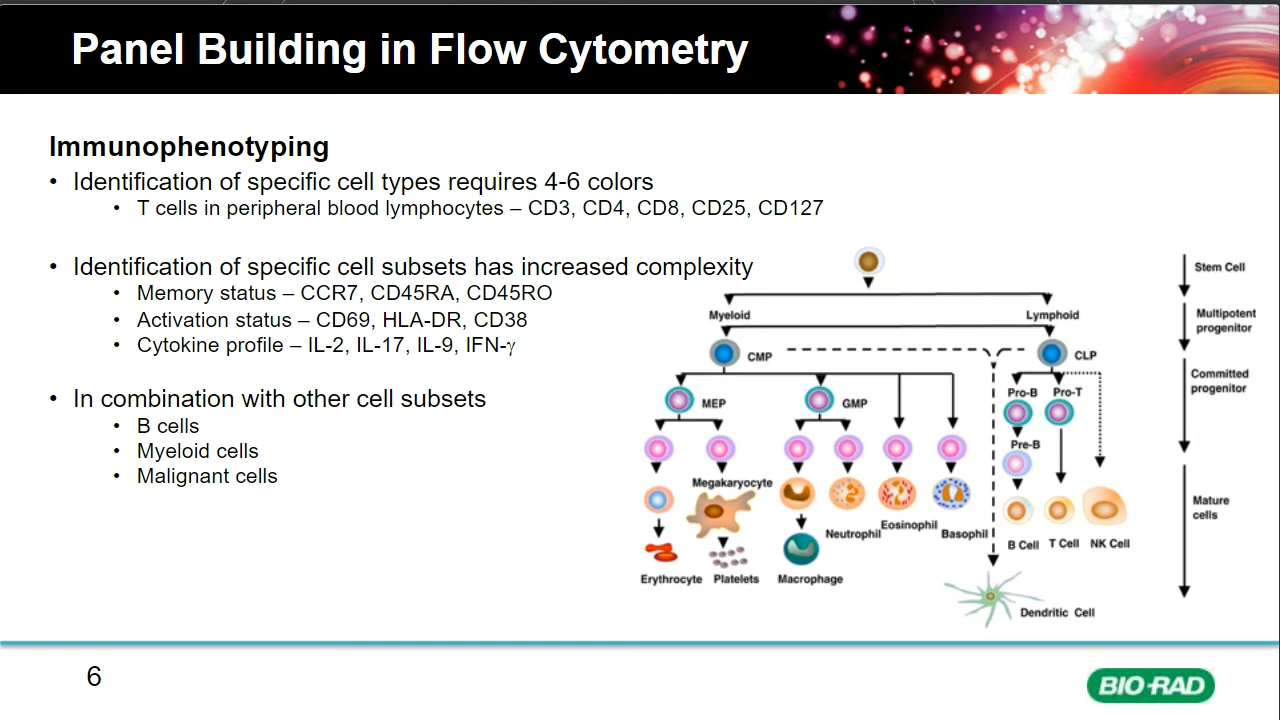 Panel Building in Flow Cytometry
Immunophenotyping
• Identification of specific cell types requires 4-6 colors
• T cells in peripheral blood lymphocytes – CD3, CD4, CD8, CD25, CD127
• Identification of specific cell subsets has increased complexity
• Memory status – CCR7, CD45RA, CD45RO
• Activation status – CD69, HLA-DR, CD38
• Cytokine profile – IL-2, IL-17, IL-9, IFN-γ
• In combination with other cell subsets
• B cells
• Myeloid cells
• Malignant cells
Stem Cell
Myeloid
Lymphoid
Multipotent
progenitor
CMP
CLP
Committed
progenitor
MEP
GMP
Pro-B
Pro-T
Pre-B
Megakaryocyte
Mature
cells
Neutrophil
Eosinophil
Basophil
B Cell
T Cell
NK Cell
Erythrocyte
Platelets
Macrophage
Dendritic Cell
6
BIO-RAD